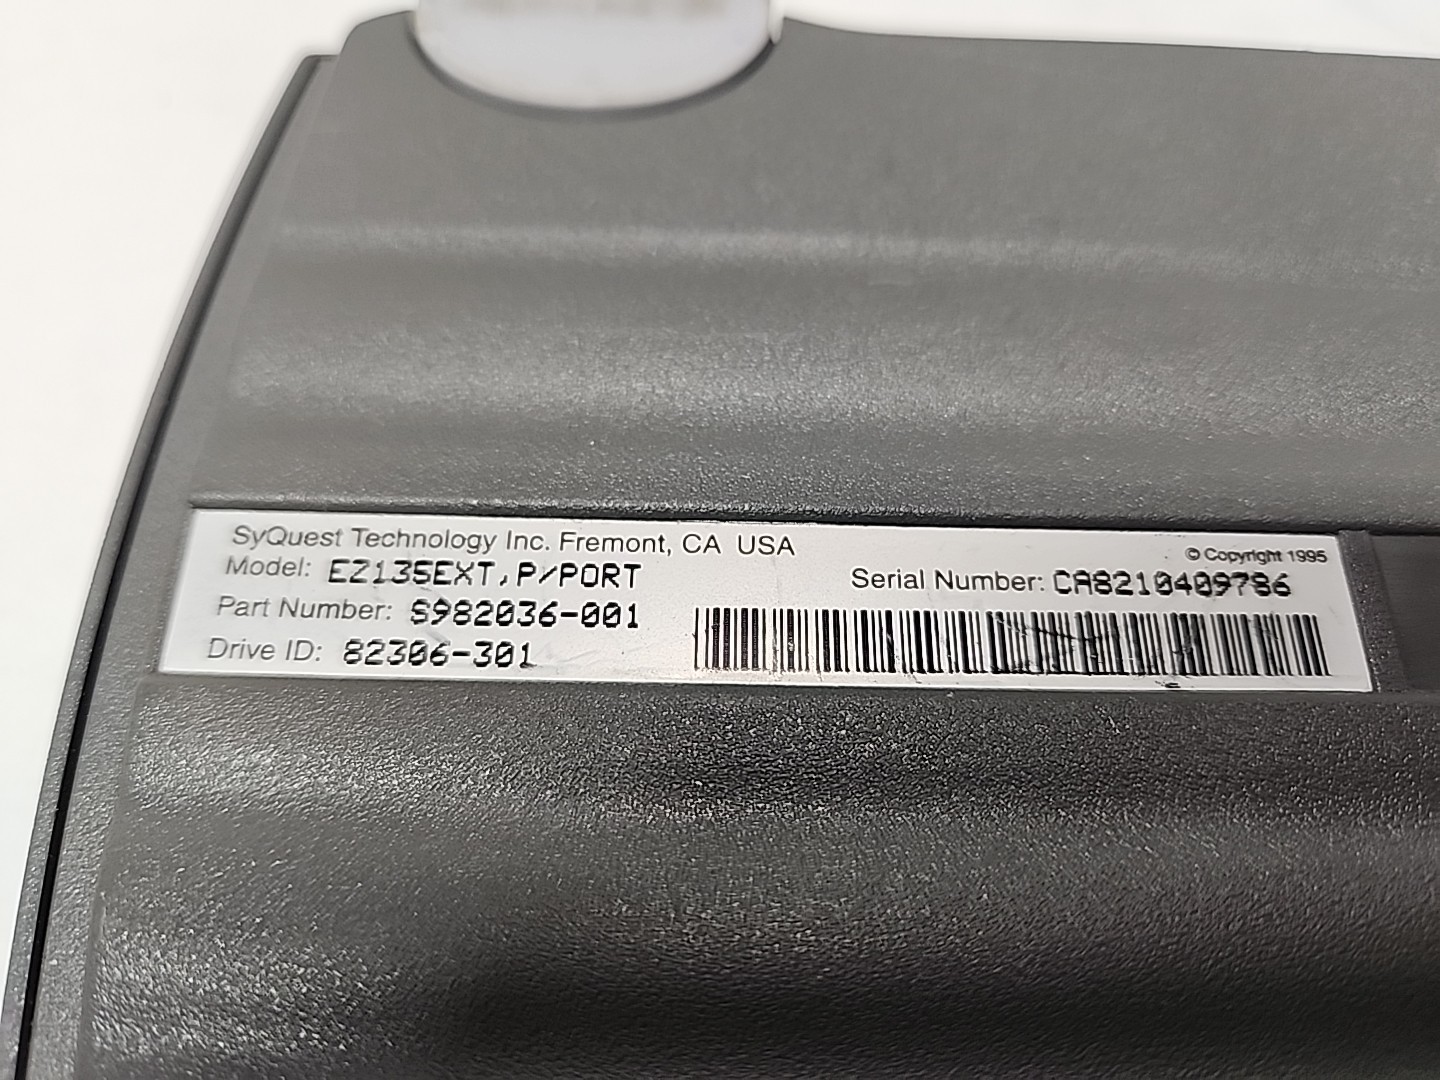 SyQuest Technology Inc. Fremont, CA USA
© Copyright 1995
Model: EZ135EXT,P/PORT
Serial Number: CA8210409786
Part Number: S982036-001
Drive ID: 82306-301